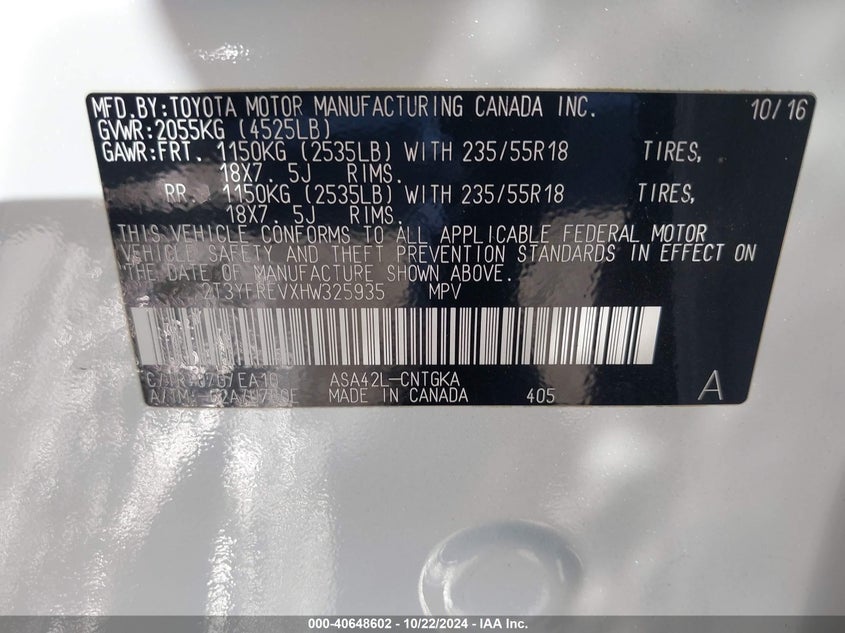 MFD.BY:TOYOTA MOTOR MANUFACTURING CANADA INC. 10/16
GVWR:2055KG (4525LB)
GAWR:FRT. 1150KG (2535LB) WITH 235/55R18 TIRES,
18X7. 5J RIMS.
RR. 1150KG (2535LB) WITH 235/55R18 TIRES,
18X7. 5J RIMS.
THIS VEHICLE CONFORMS TO ALL APPLICABLE FEDERAL MOTOR
VEHICLE SAFETY AND THEFT PREVENTION STANDARDS IN EFFECT ON
THE DATE OF MANUFACTURE SHOWN ABOVE.
2T3YFREVXHW325935 MPV
ASA42L-CNTGKA
MADE IN CANADA 405 A
000-40648602 - 10/22/2024 - IAA Inc.